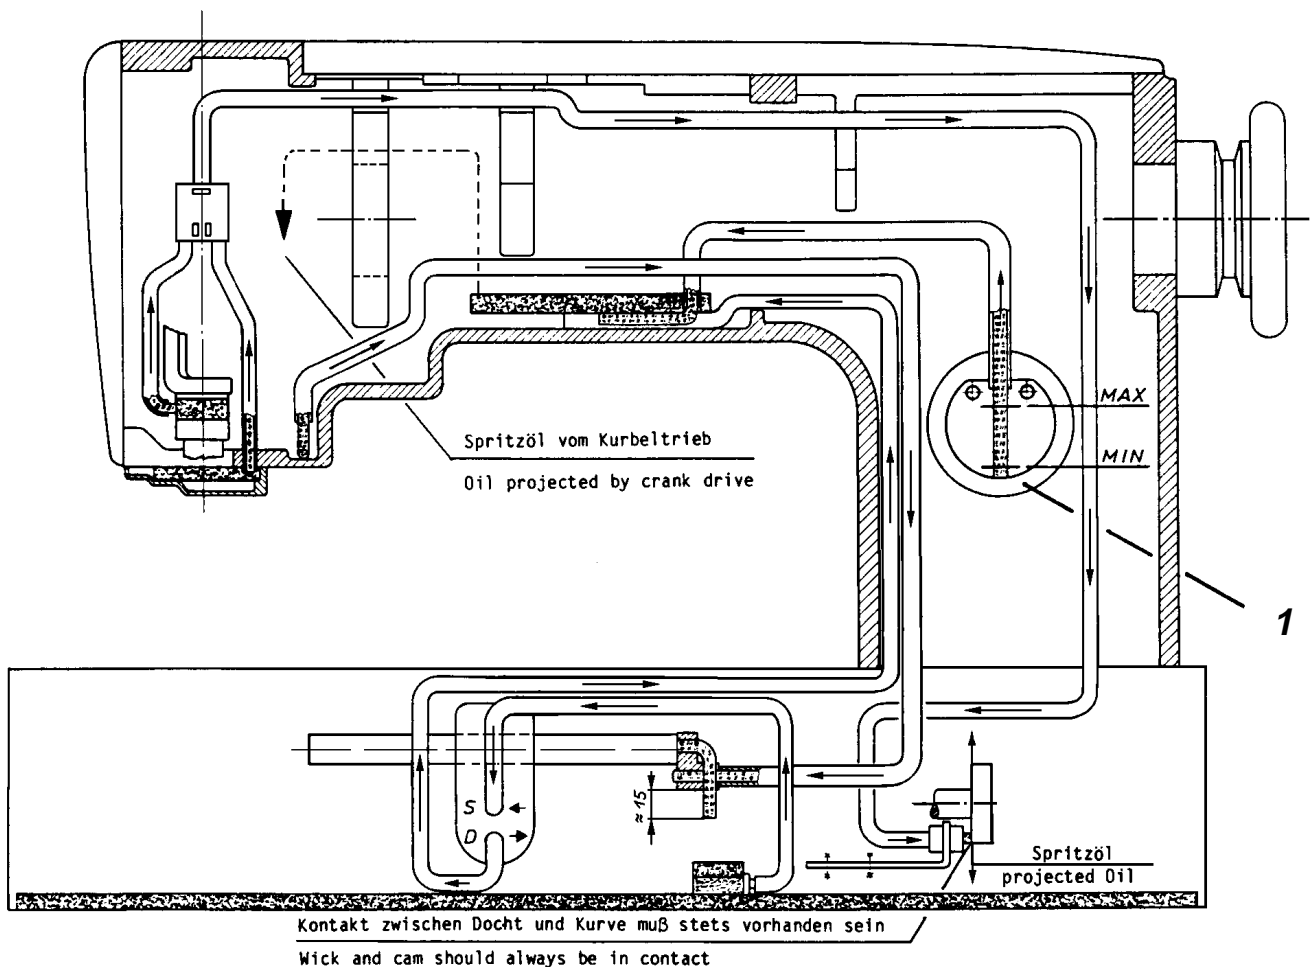 MAX
MIN
Spritzöl vom Kurbeltrieb
Oil projected by crank drive
1
S
D
≈15
Spritzöl
projected Oil
Kontakt zwischen Docht und Kurve muß stets vorhanden sein
Wick and cam should always be in contact